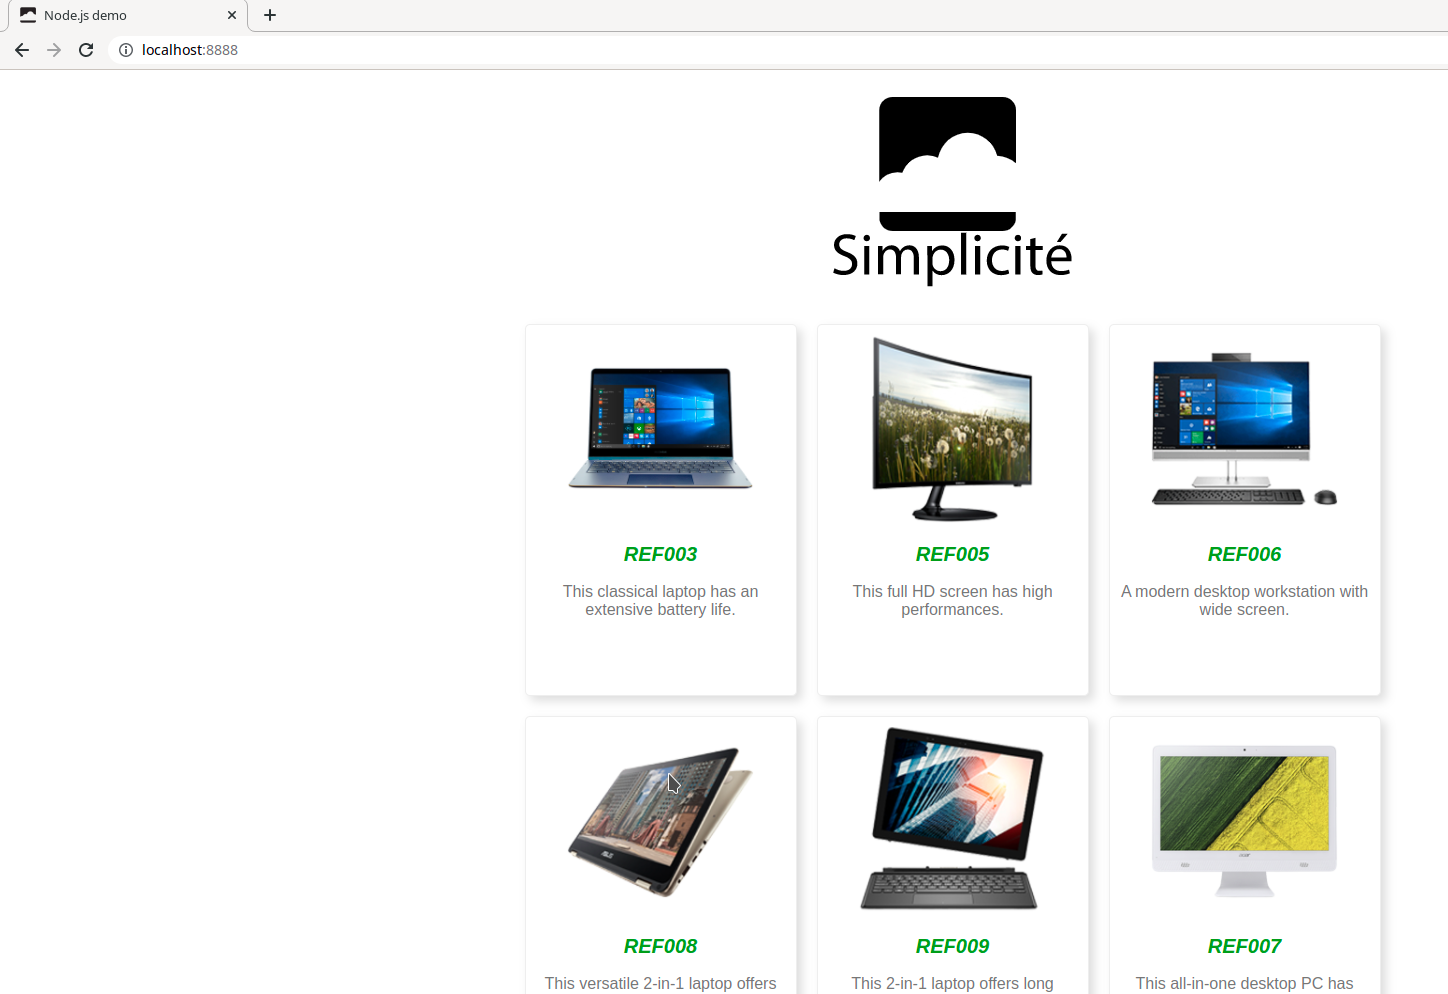 Node.js demo
localhost:8888
Simplicité
REF003
This classical laptop has an
extensive battery life.
REF005
This full HD screen has high
performances.
REF006
A modern desktop workstation with
wide screen.
REF008
This versatile 2-in-1 laptop offers
REF009
This 2-in-1 laptop offers long
REF007
This all-in-one desktop PC has